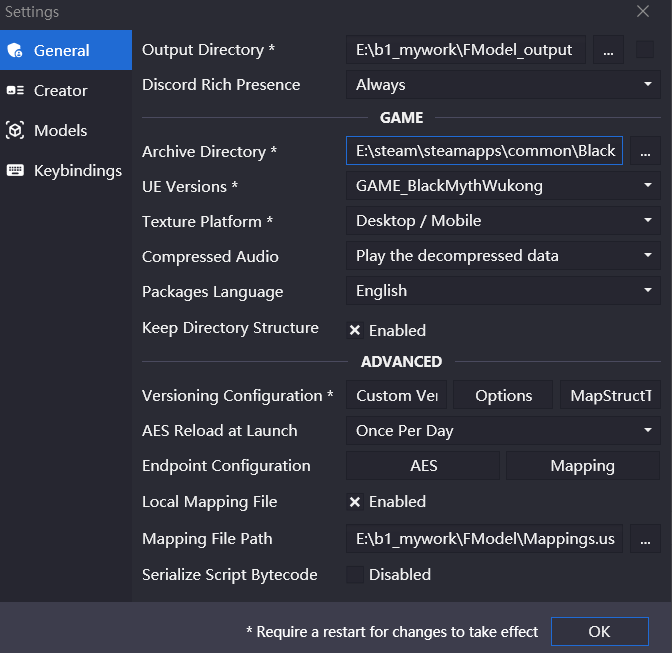 Settings
General
Creator
Models
Keybindings
Output Directory * E:\b1_mywork\FModel_output ...
Discord Rich Presence Always
GAME
Archive Directory * E:\steam\steamapps\common\Black ...
UE Versions * GAME_BlackMythWukong
Texture Platform * Desktop / Mobile
Compressed Audio Play the decompressed data
Packages Language English
Keep Directory Structure Enabled
ADVANCED
Versioning Configuration * Custom Ver Options MapStructT
AES Reload at Launch Once Per Day
Endpoint Configuration AES Mapping
Local Mapping File Enabled
Mapping File Path E:\b1_mywork\FModel\Mappings.us ...
Serialize Script Bytecode Disabled
* Require a restart for changes to take effect OK